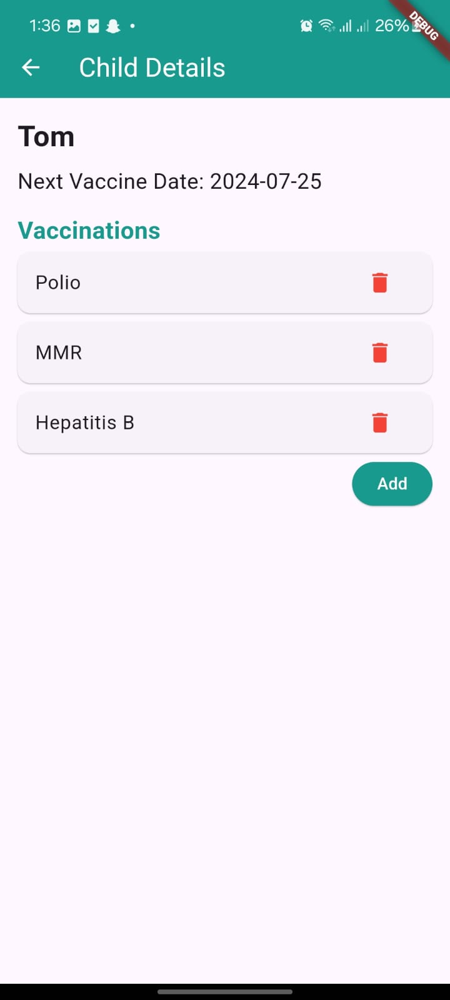 1:36
26%
DEBUG
Child Details
Tom
Next Vaccine Date: 2024-07-25
Vaccinations
Polio
MMR
Hepatitis B
Add